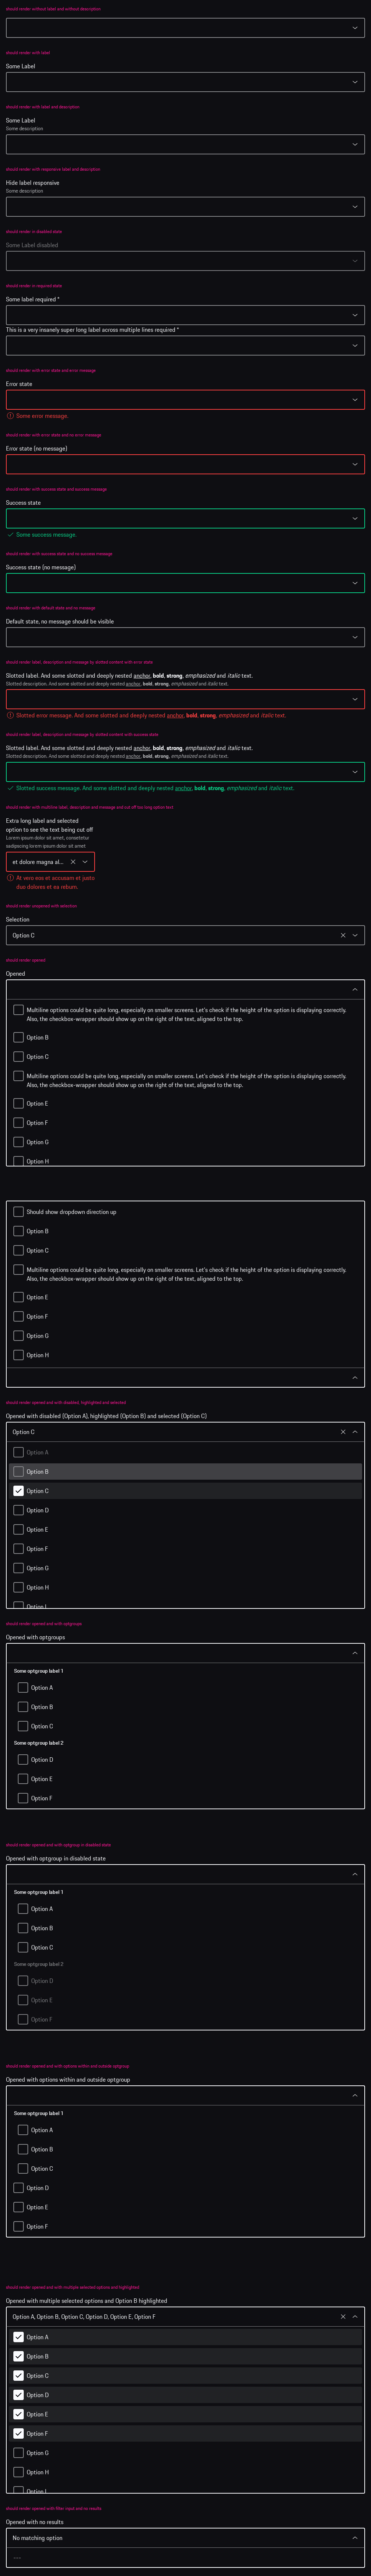 should render without label and without description
should render with label
Some Label
should render with label and description
Some Label
Some description
should render with responsive label and description
Hide label responsive
Some description
should render in disabled state
Some Label disabled
should render in required state
Some label required *
This is a very insanely super long label across multiple lines required *
should render with error state and error message
Error state
Some error message.
should render with error state and no error message
Error state (no message)
should render with success state and success message
Success state
Some success message.
should render with success state and no success message
Success state (no message)
should render with default state and no message
Default state, no message should be visible
should render label, description and message by slotted content with error state
Slotted label. And some slotted and deeply nested anchor, bold, strong, emphasized and italic text.
Slotted description. And some slotted and deeply nested anchor, bold, strong, emphasized and italic text.
Slotted error message. And some slotted and deeply nested anchor, bold, strong, emphasized and italic text.
should render label, description and message by slotted content with success state
Slotted label. And some slotted and deeply nested anchor, bold, strong, emphasized and italic text.
Slotted description. And some slotted and deeply nested anchor, bold, strong, emphasized and italic text.
Slotted success message. And some slotted and deeply nested anchor, bold, strong, emphasized and italic text.
should render with multiline label, description and message and cut off too long option text
Extra long label and selected
option to see the text being cut off
Lorem ipsum dolor sit amet, consetetur
sadipscing lorem ipsum dolor sit amet
et dolore magna al...
At vero eos et accusam et justo
duo dolores et ea rebum.
should render unopened with selection
Selection
Option C
should render opened
Opened
Multiline options could be quite long, especially on smaller screens. Let's check if the height of the option is displaying correctly.
Also, the checkbox-wrapper should show up on the right of the text, aligned to the top.
Option B
Option C
Multiline options could be quite long, especially on smaller screens. Let's check if the height of the option is displaying correctly.
Also, the checkbox-wrapper should show up on the right of the text, aligned to the top.
Option E
Option F
Option G
Option H
Should show dropdown direction up
Option B
Option C
Multiline options could be quite long, especially on smaller screens. Let's check if the height of the option is displaying correctly.
Also, the checkbox-wrapper should show up on the right of the text, aligned to the top.
Option E
Option F
Option G
Option H
should render opened and with disabled, highlighted and selected
Opened with disabled (Option A), highlighted (Option B) and selected (Option C)
Option C
Option A
Option B
Option C
Option D
Option E
Option F
Option G
Option H
Option I
should render opened and with optgroups
Opened with optgroups
Some optgroup label 1
Option A
Option B
Option C
Some optgroup label 2
Option D
Option E
Option F
should render opened and with optgroup in disabled state
Opened with optgroup in disabled state
Some optgroup label 1
Option A
Option B
Option C
Some optgroup label 2
Option D
Option E
Option F
should render opened and with options within and outside optgroup
Opened with options within and outside optgroup
Some optgroup label 1
Option A
Option B
Option C
Option D
Option E
Option F
should render opened and with multiple selected options and highlighted
Opened with multiple selected options and Option B highlighted
Option A, Option B, Option C, Option D, Option E, Option F
Option A
Option B
Option C
Option D
Option E
Option F
Option G
Option H
Option I
should render opened with filter input and no results
Opened with no results
No matching option
---